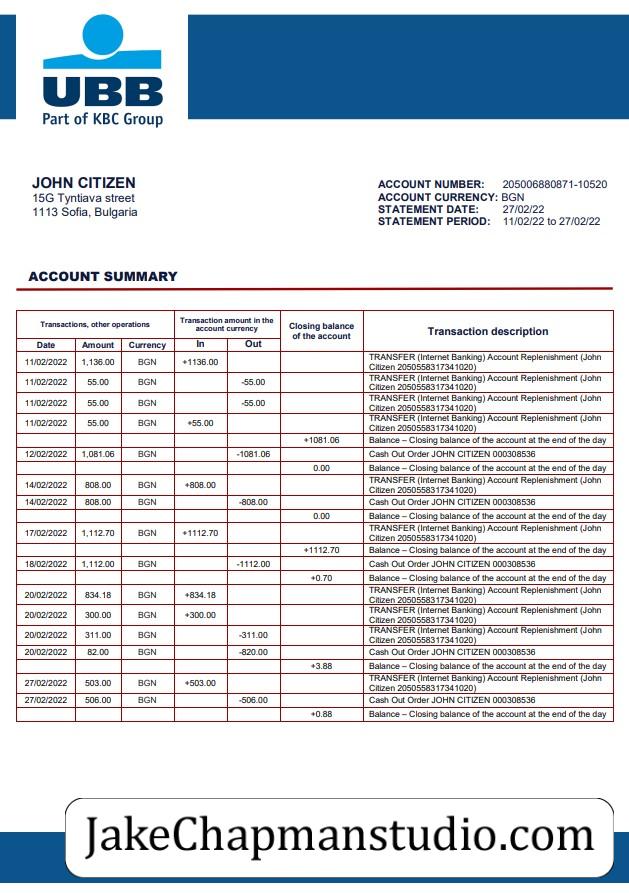 UBB
Part of KBC Group
JOHN CITIZEN
15G Tyntiava street
1113 Sofia, Bulgaria
ACCOUNT NUMBER: 205006880871-10520
ACCOUNT CURRENCY: BGN
STATEMENT DATE: 27/02/22
STATEMENT PERIOD: 11/02/22 to 27/02/22
ACCOUNT SUMMARY
Transactions, other operations
Transaction amount in the
account currency
Closing balance
of the account
Transaction description
Date Amount Currency In Out
11/02/2022 1,136.00 BGN +1136.00 TRANSFER (Internet Banking) Account Replenishment (John
Citizen 2050558317341020)
11/02/2022 55.00 BGN -55.00 TRANSFER (Internet Banking) Account Replenishment (John
Citizen 2050558317341020)
11/02/2022 55.00 BGN -55.00 TRANSFER (Internet Banking) Account Replenishment (John
Citizen 2050558317341020)
11/02/2022 55.00 BGN +55.00 TRANSFER (Internet Banking) Account Replenishment (John
Citizen 2050558317341020)
+1081.06 Balance – Closing balance of the account at the end of the day
12/02/2022 1,081.06 BGN -1081.06 Cash Out Order JOHN CITIZEN 000308536
0.00 Balance – Closing balance of the account at the end of the day
14/02/2022 808.00 BGN +808.00 TRANSFER (Internet Banking) Account Replenishment (John
Citizen 2050558317341020)
14/02/2022 808.00 BGN -808.00 Cash Out Order JOHN CITIZEN 000308536
0.00 Balance – Closing balance of the account at the end of the day
17/02/2022 1,112.70 BGN +1112.70 TRANSFER (Internet Banking) Account Replenishment (John
Citizen 2050558317341020)
+1112.70 Balance – Closing balance of the account at the end of the day
18/02/2022 1,112.00 BGN -1112.00 Cash Out Order JOHN CITIZEN 000308536
+0.70 Balance – Closing balance of the account at the end of the day
20/02/2022 834.18 BGN +834.18 TRANSFER (Internet Banking) Account Replenishment (John
Citizen 2050558317341020)
20/02/2022 300.00 BGN +300.00 TRANSFER (Internet Banking) Account Replenishment (John
Citizen 2050558317341020)
20/02/2022 311.00 BGN -311.00 TRANSFER (Internet Banking) Account Replenishment (John
Citizen 2050558317341020)
20/02/2022 82.00 BGN -820.00 Cash Out Order JOHN CITIZEN 000308536
+3.88 Balance – Closing balance of the account at the end of the day
27/02/2022 503.00 BGN +503.00 TRANSFER (Internet Banking) Account Replenishment (John
Citizen 2050558317341020)
27/02/2022 506.00 BGN -506.00 Cash Out Order JOHN CITIZEN 000308536
+0.88 Balance – Closing balance of the account at the end of the day
JakeChapmanstudio.com